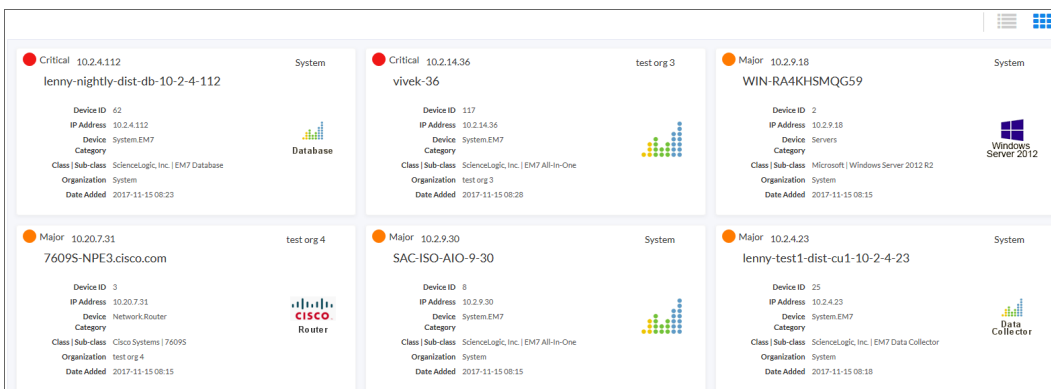 Critical 10.2.4.112 System
lenny-nightly-dist-db-10-2-4-112
Device ID 62
IP Address 10.2.4.112
Device Category System.EM7
Class | Sub-class ScienceLogic, Inc. | EM7 Database
Organization System
Date Added 2017-11-15 08:23
Database
Critical 10.2.14.36 test org 3
vivek-36
Device ID 117
IP Address 10.2.14.36
Device Category System.EM7
Class | Sub-class ScienceLogic, Inc. | EM7 All-In-One
Organization test org 3
Date Added 2017-11-15 08:28
Major 10.2.9.18 System
WIN-RA4KHSMQG59
Device ID 2
IP Address 10.2.9.18
Device Category Servers
Class | Sub-class Microsoft | Windows Server 2012 R2
Organization System
Date Added 2017-11-15 08:15
Windows
Server 2012
Major 10.20.7.31 test org 4
7609S-NPE3.cisco.com
Device ID 3
IP Address 10.20.7.31
Device Category Network.Router
Class | Sub-class Cisco Systems | 7609S
Organization test org 4
Date Added 2017-11-15 08:15
CISCO
Router
Major 10.2.9.30 System
SAC-ISO-AIO-9-30
Device ID 8
IP Address 10.2.9.30
Device Category System.EM7
Class | Sub-class ScienceLogic, Inc. | EM7 All-In-One
Organization System
Date Added 2017-11-15 08:15
Major 10.2.4.23 System
lenny-test1-dist-cu1-10-2-4-23
Device ID 25
IP Address 10.2.4.23
Device Category System.EM7
Class | Sub-class ScienceLogic, Inc. | EM7 Data Collector
Organization System
Date Added 2017-11-15 08:18
Data
Collector